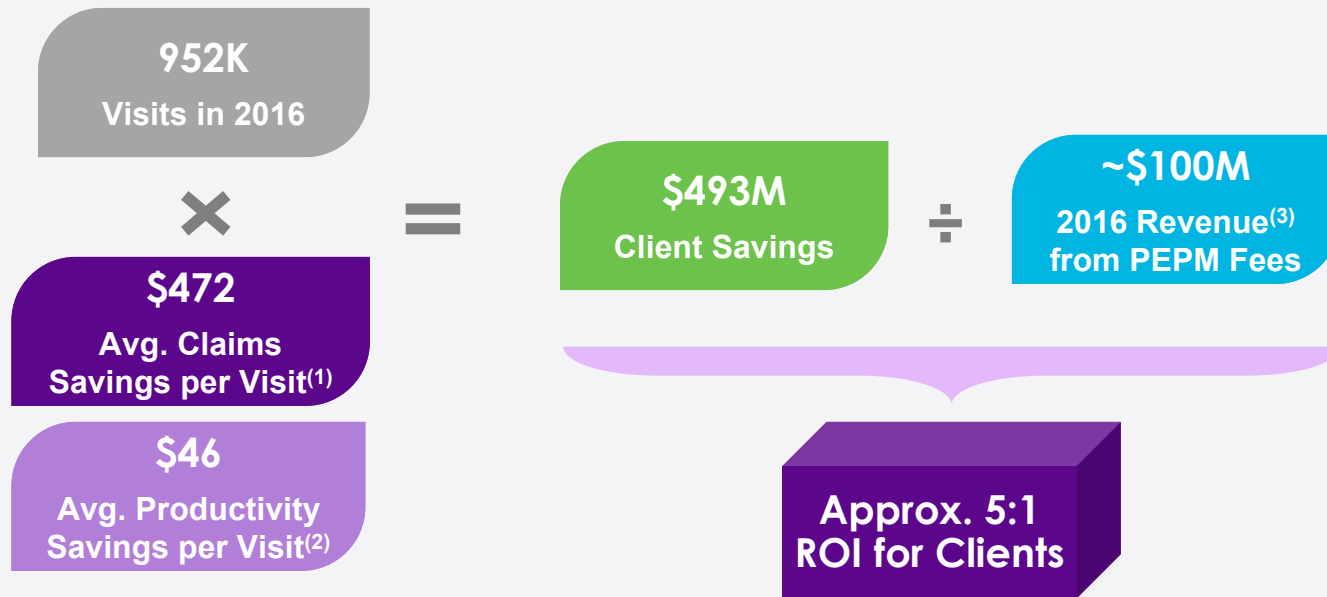 952K
Visits in 2016
×
$472
Avg. Claims
Savings per Visit(1)
$46
Avg. Productivity
Savings per Visit(2)
=
$493M
Client Savings
÷
~$100M
2016 Revenue(3)
from PEPM Fees
Approx. 5:1
ROI for Clients